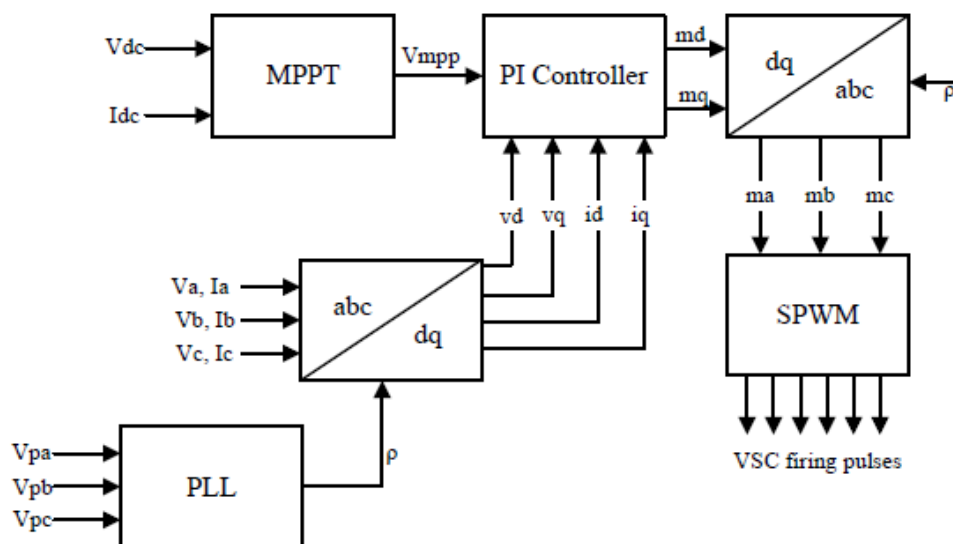 Vdc
Idc
MPPT
Vmpp
PI Controller
md
mq
dq
abc
ρ
vd
vq
id
iq
ma
mb
mc
Va, Ia
Vb, Ib
Vc, Ic
abc
dq
SPWM
Vpa
Vpb
Vpc
PLL
ρ
VSC firing pulses